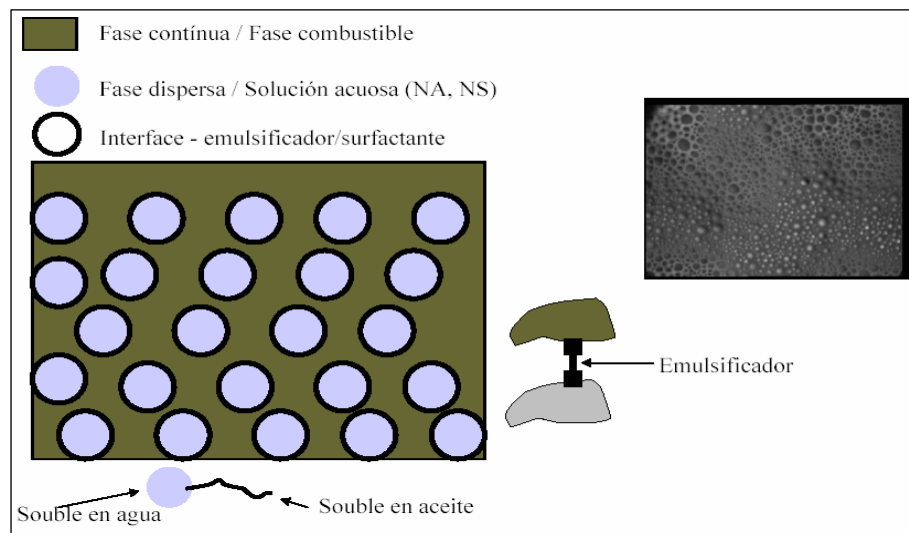 Fase contínua / Fase combustible
Fase dispersa / Solución acuosa (NA, NS)
Interface - emulsificador/surfactante
Emulsificador
Souble en agua
Souble en aceite